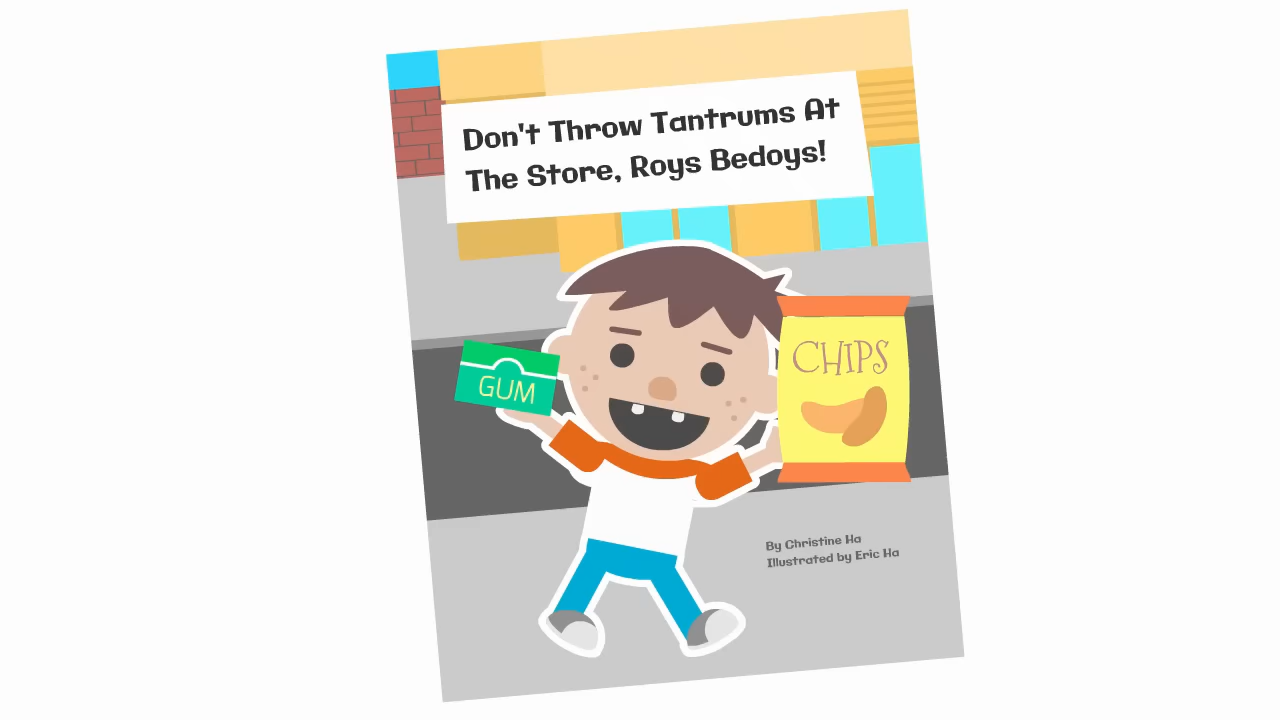 Don't Throw Tantrums At
The Store, Roys Bedoys!
GUM
CHIPS
By Christine Ha
Illustrated by Eric Ha